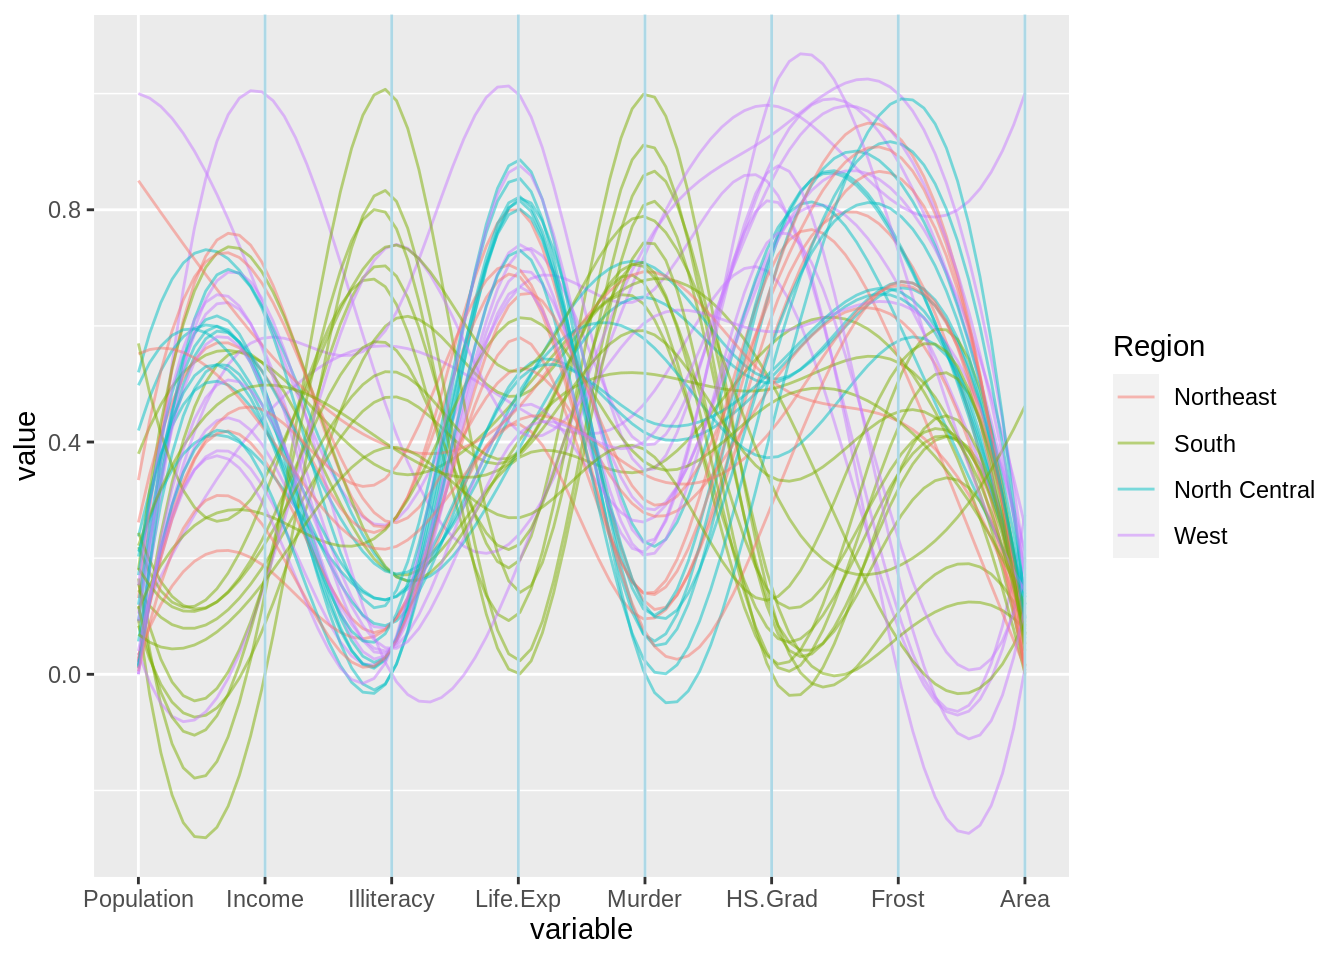 0.8
0.4
0.0
value
Population Income Illiteracy Life.Exp Murder HS.Grad Frost Area
variable
Region
Northeast
South
North Central
West